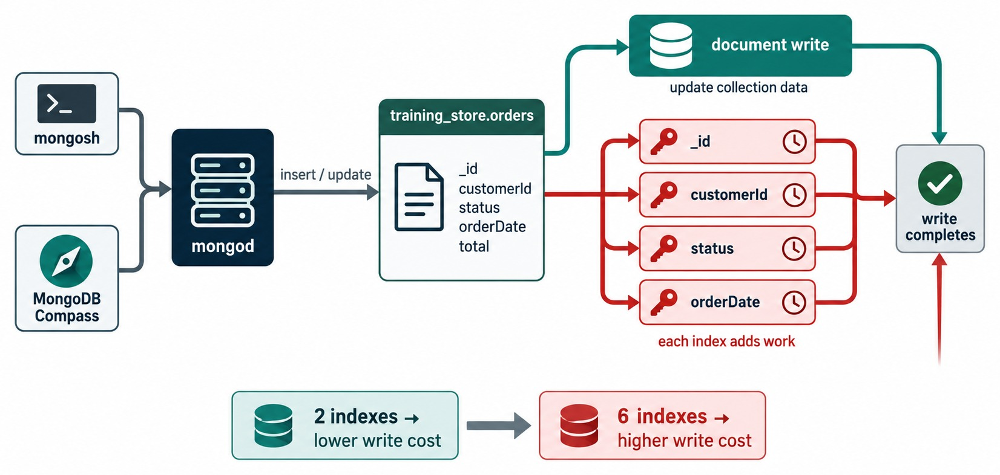 mongosh
MongoDB
Compass
mongod
insert / update
training_store.orders
_id
customerId
status
orderDate
total
document write
update collection data
_id
customerId
status
orderDate
each index adds work
write
completes
2 indexes →
lower write cost
6 indexes →
higher write cost